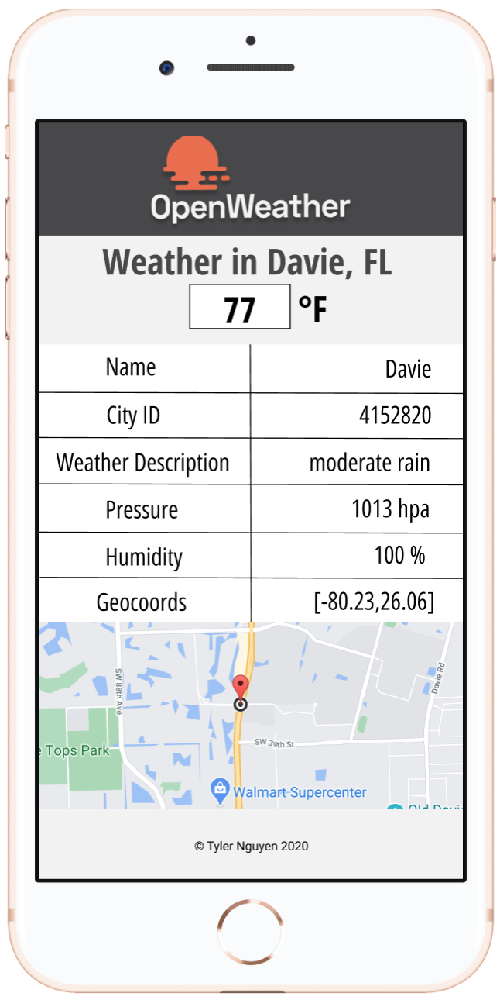 OpenWeather
Weather in Davie, FL
77 °F
Name Davie
City ID 4152820
Weather Description moderate rain
Pressure 1013 hpa
Humidity 100 %
Geocoords [-80.23,26.06]
SW 88th Ave
Davie Rd
SW 39th St
e Tops Park
Walmart Supercenter
Old Davi
© Tyler Nguyen 2020